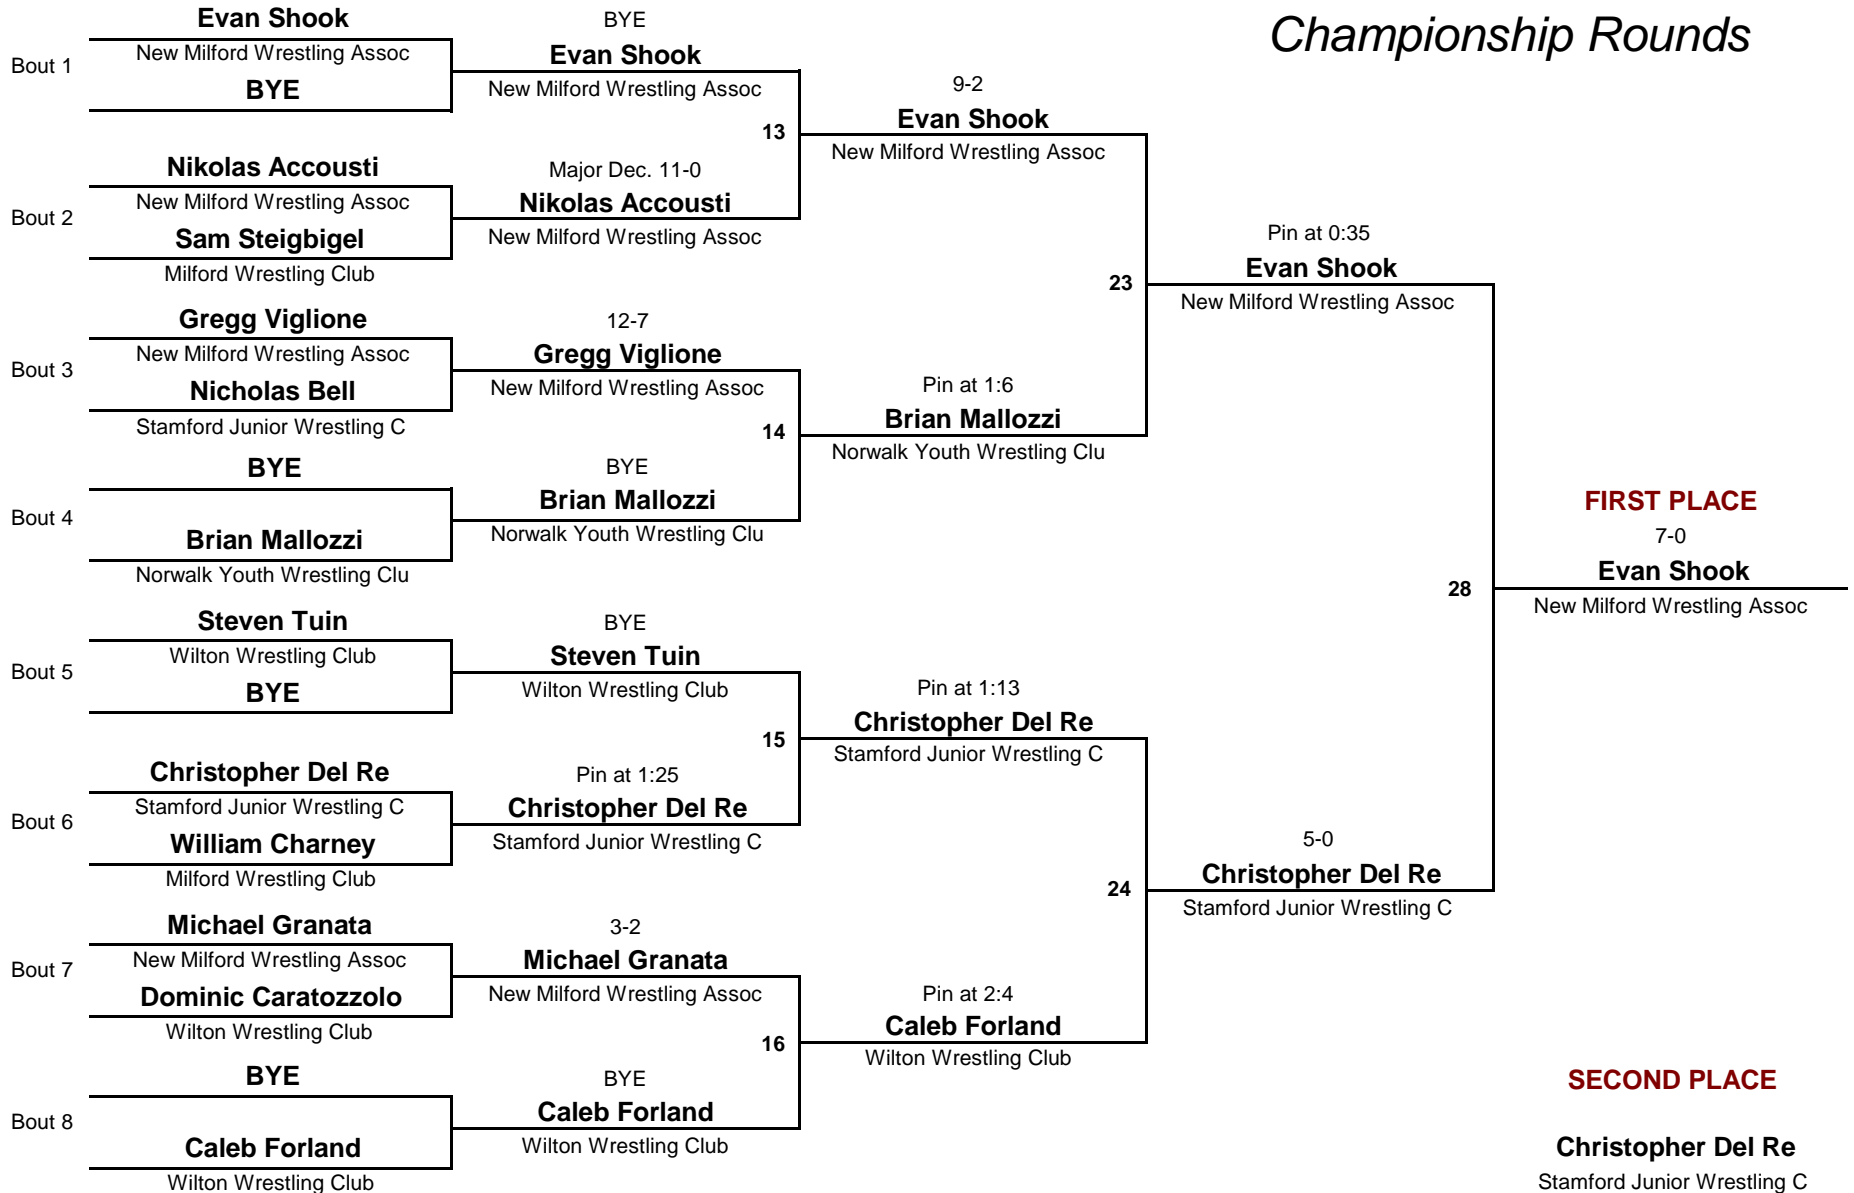 Championship Rounds
Bout 1
Evan Shook
New Milford Wrestling Assoc
BYE
Bout 2
Nikolas Accousti
New Milford Wrestling Assoc
Sam Steigbigel
Milford Wrestling Club
Bout 3
Gregg Viglione
New Milford Wrestling Assoc
Nicholas Bell
Stamford Junior Wrestling C
Bout 4
BYE
Brian Mallozzi
Norwalk Youth Wrestling Clu
Bout 5
Steven Tuin
Wilton Wrestling Club
BYE
Bout 6
Christopher Del Re
Stamford Junior Wrestling C
William Charney
Milford Wrestling Club
Bout 7
Michael Granata
New Milford Wrestling Assoc
Dominic Caratozzolo
Wilton Wrestling Club
Bout 8
BYE
Caleb Forland
Wilton Wrestling Club
BYE
Evan Shook
New Milford Wrestling Assoc
13
Major Dec. 11-0
Nikolas Accousti
New Milford Wrestling Assoc
12-7
Gregg Viglione
New Milford Wrestling Assoc
14
BYE
Brian Mallozzi
Norwalk Youth Wrestling Clu
BYE
Steven Tuin
Wilton Wrestling Club
15
Pin at 1:25
Christopher Del Re
Stamford Junior Wrestling C
3-2
Michael Granata
New Milford Wrestling Assoc
16
BYE
Caleb Forland
Wilton Wrestling Club
9-2
Evan Shook
New Milford Wrestling Assoc
23
Pin at 1:6
Brian Mallozzi
Norwalk Youth Wrestling Clu
Pin at 1:13
Christopher Del Re
Stamford Junior Wrestling C
24
Pin at 2:4
Caleb Forland
Wilton Wrestling Club
Pin at 0:35
Evan Shook
New Milford Wrestling Assoc
28
5-0
Christopher Del Re
Stamford Junior Wrestling C
FIRST PLACE
7-0
Evan Shook
New Milford Wrestling Assoc
SECOND PLACE
Christopher Del Re
Stamford Junior Wrestling C